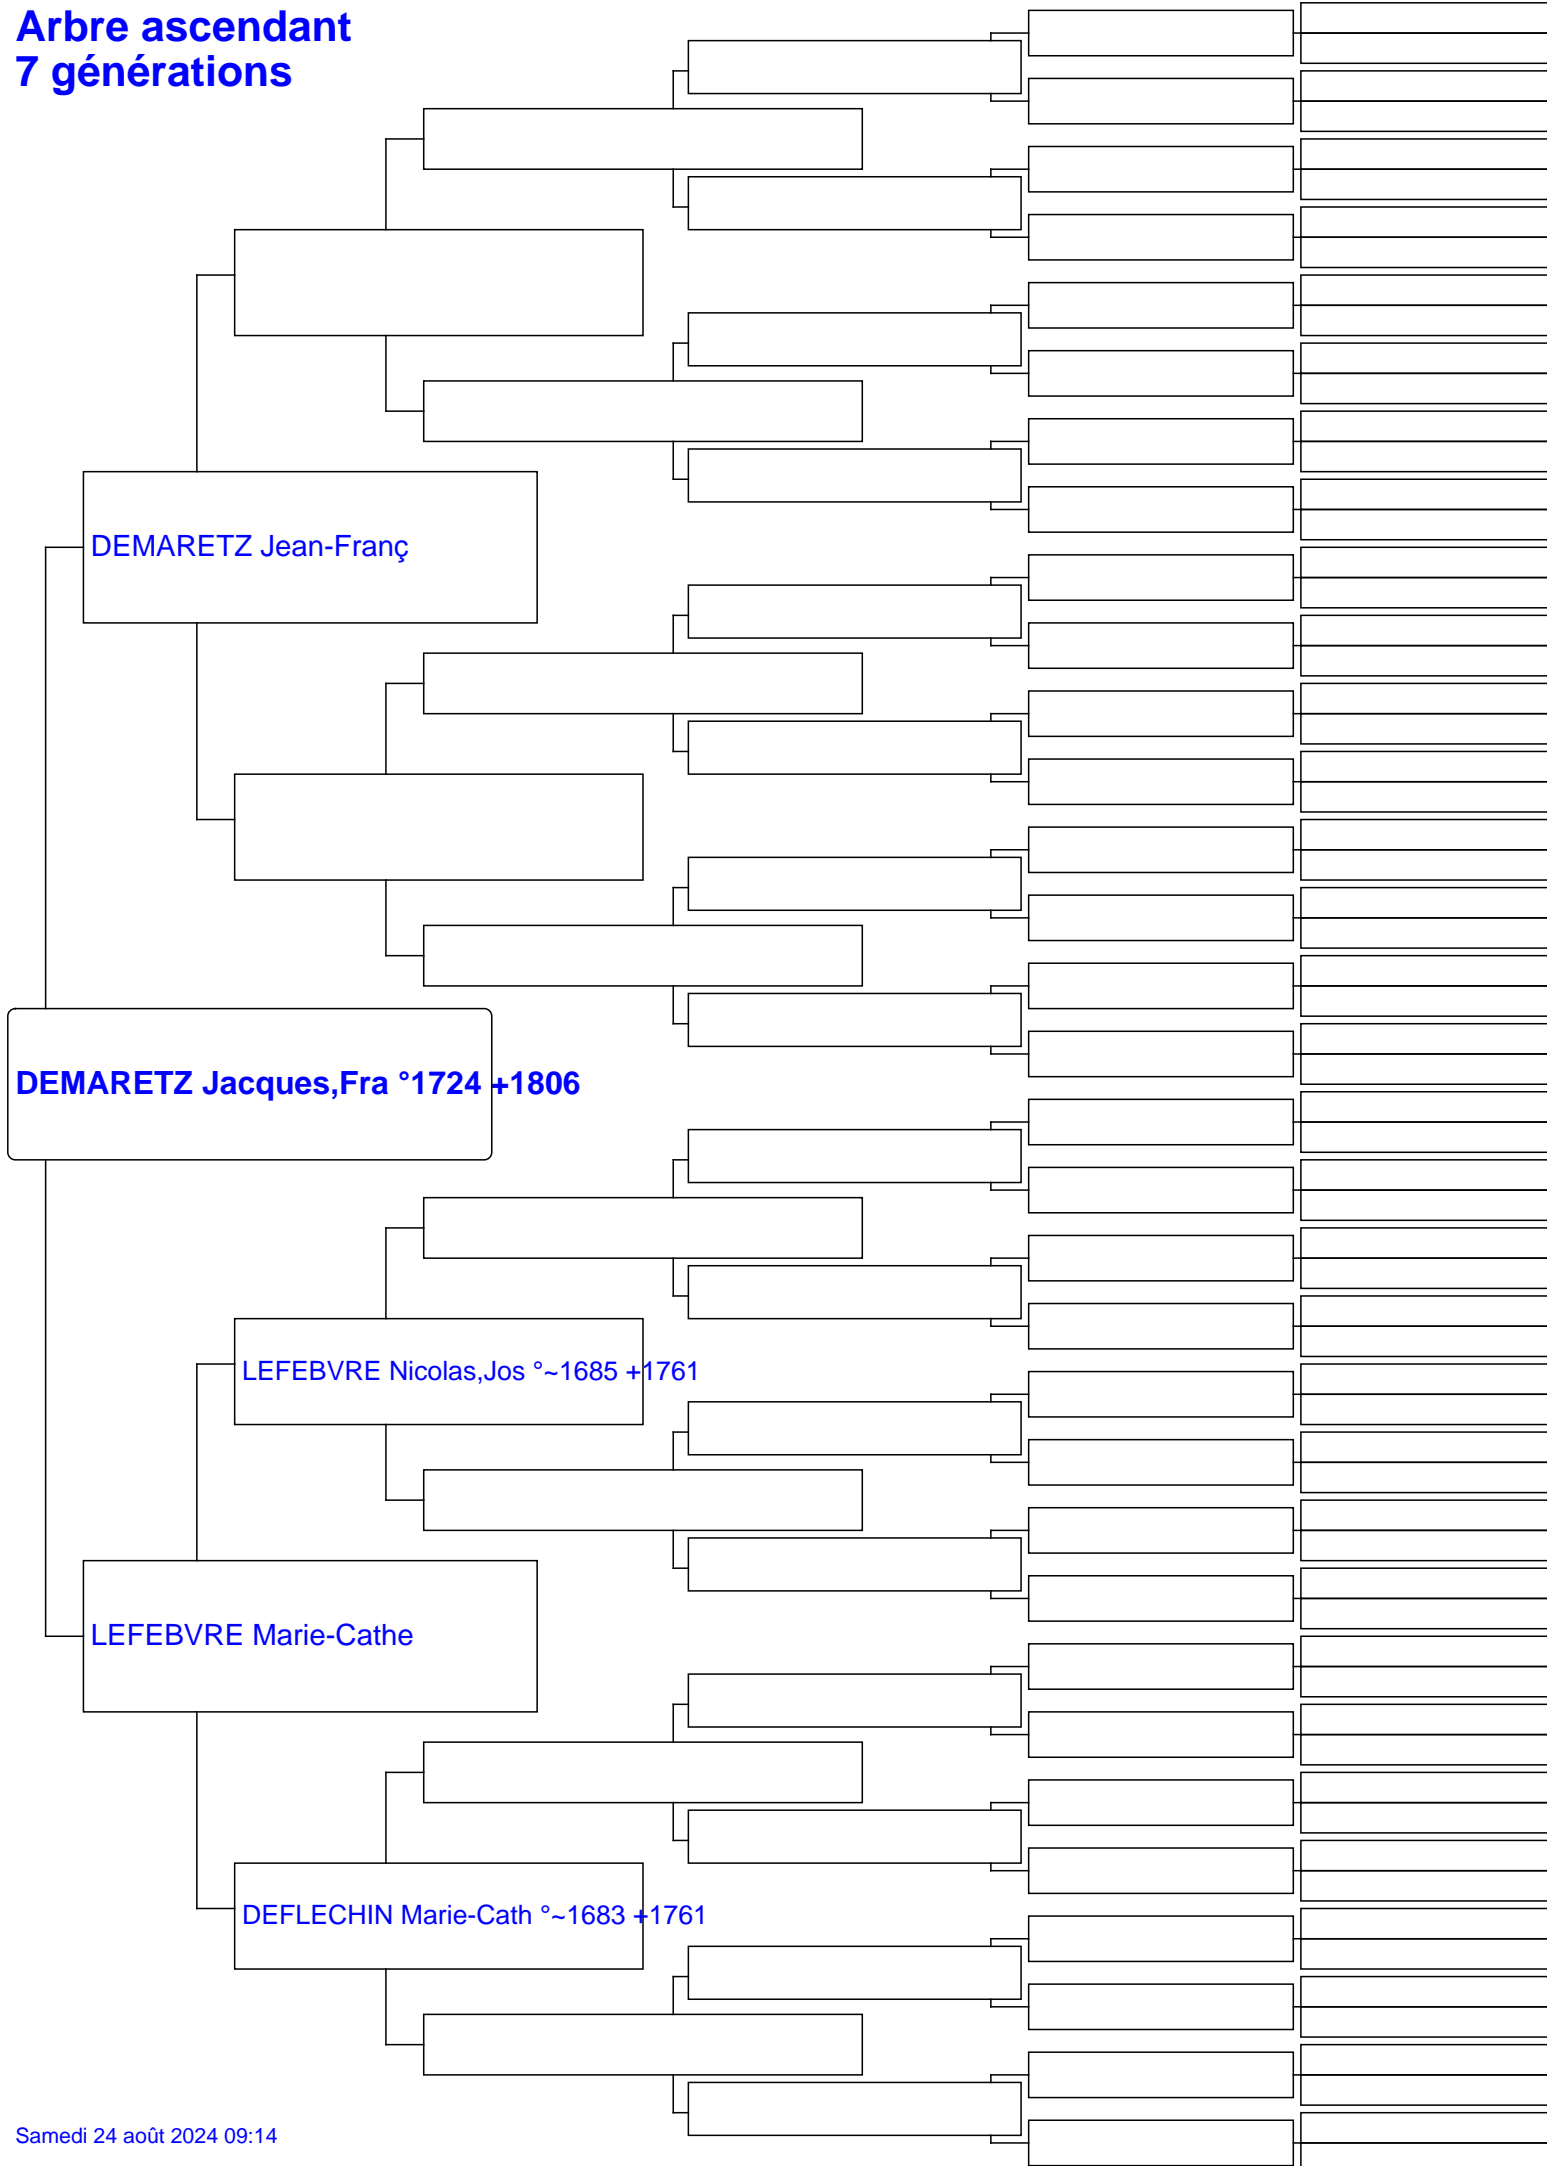 Arbre ascendant
7 générations
DEMARETZ Jean-Franç
DEMARETZ Jacques,Fra °1724 +1806
LEFEBVRE Nicolas,Jos °~1685 +1761
LEFEBVRE Marie-Cathe
DEFLECHIN Marie-Cath °~1683 +1761
Samedi 24 août 2024 09:14